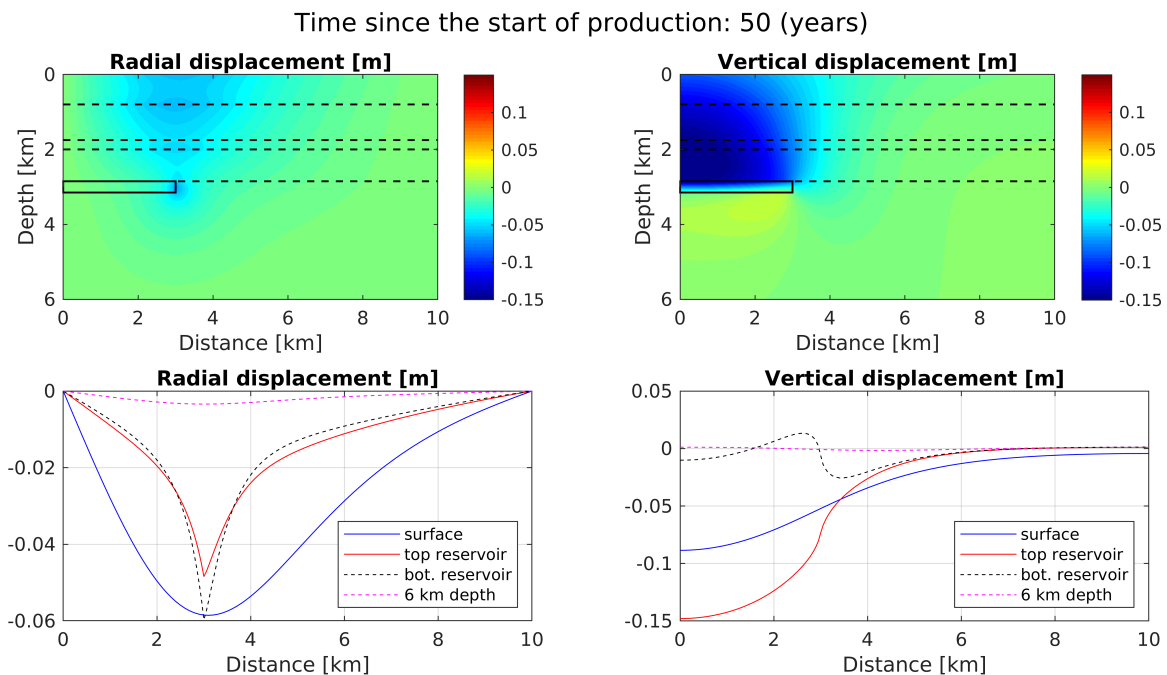 Time since the start of production: 50 (years)
Radial displacement [m]
0
2
4
6
Depth [km]
0 2 4 6 8 10
Distance [km]
0.1
0.05
0
-0.05
-0.1
-0.15
Vertical displacement [m]
0
2
4
6
Depth [km]
0 2 4 6 8 10
Distance [km]
0.1
0.05
0
-0.05
-0.1
-0.15
Radial displacement [m]
0
-0.02
-0.04
-0.06
0 2 4 6 8 10
Distance [km]
surface
top reservoir
bot. reservoir
6 km depth
Vertical displacement [m]
0.05
0
-0.05
-0.1
-0.15
0 2 4 6 8 10
Distance [km]
surface
top reservoir
bot. reservoir
6 km depth